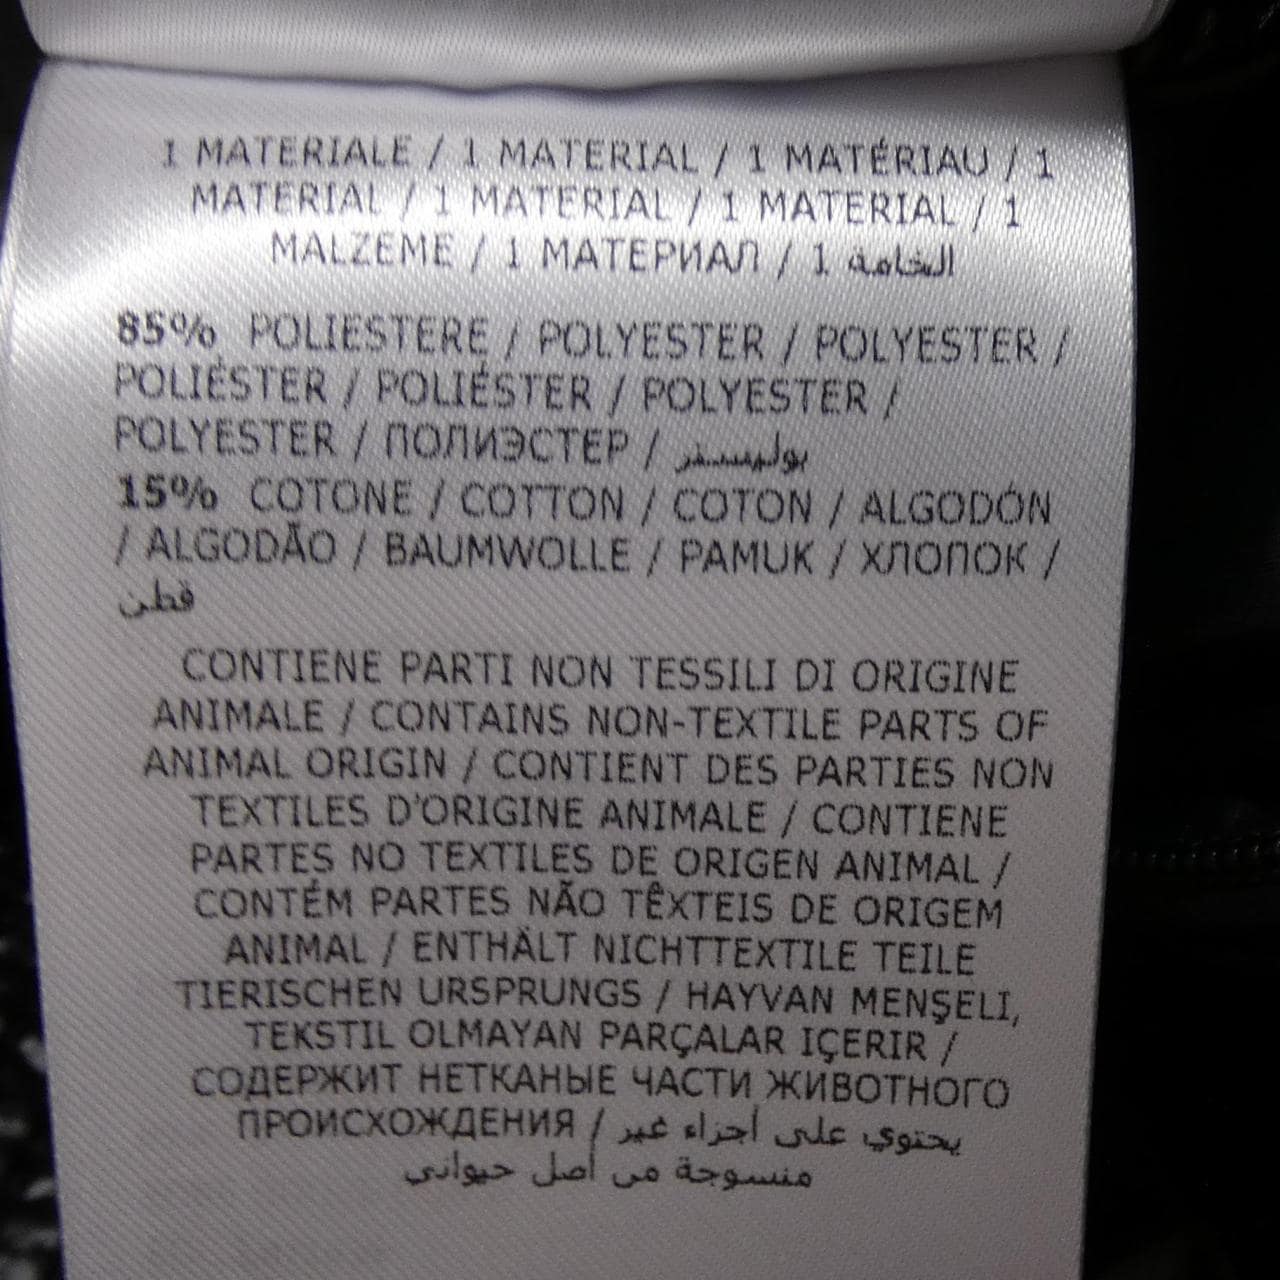 1 MATERIALE / 1 MATERIAL / 1 MATÉRIAU / 1
MATERIAL / 1 MATERIAL / 1 MATERIAL / 1
MALZEME / 1 МАТЕРИАЛ / 1 الخامة
85% POLIESTERE / POLYESTER / POLYESTER /
POLIÉSTER / POLIÉSTER / POLYESTER /
POLYESTER / ПОЛИЭСТЕР / بوليستر
15% COTONE / COTTON / COTON / ALGODÓN
/ ALGODÃO / BAUMWOLLE / PAMUK / ХЛОПОК /
قطن
CONTIENE PARTI NON TESSILI DI ORIGINE
ANIMALE / CONTAINS NON-TEXTILE PARTS OF
ANIMAL ORIGIN / CONTIENT DES PARTIES NON
TEXTILES D'ORIGINE ANIMALE / CONTIENE
PARTES NO TEXTILES DE ORIGEN ANIMAL /
CONTÉM PARTES NÃO TÊXTEIS DE ORIGEM
ANIMAL / ENTHÄLT NICHTTEXTILE TEILE
TIERISCHEN URSPRUNGS / HAYVAN MENŞELI,
TEKSTIL OLMAYAN PARÇALAR IÇERIR /
СОДЕРЖИТ НЕТКАНЫЕ ЧАСТИ ЖИВОТНОГО
ПРОИСХОЖДЕНИЯ / يحتوي على أجزاء غير
منسوجة من أصل حيواني